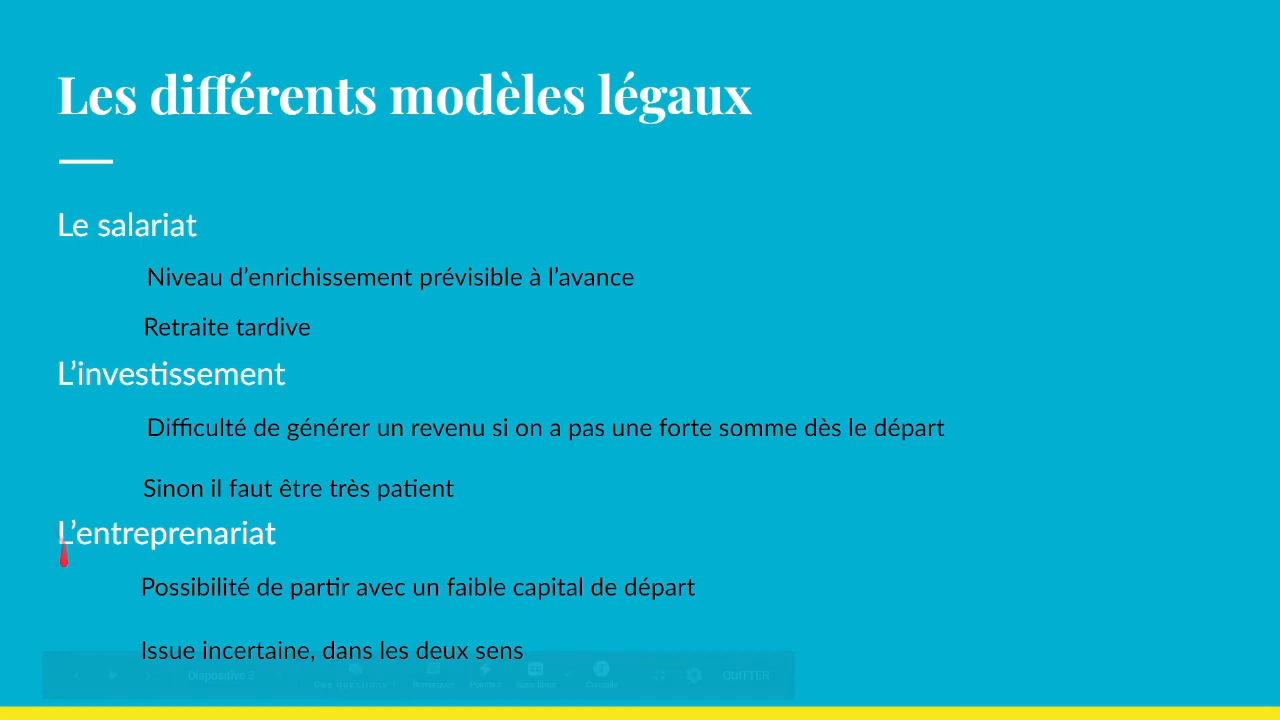 Les différents modèles légaux
Le salariat
Niveau d’enrichissement prévisible à l’avance
Retraite tardive
L’investissement
Difficulté de générer un revenu si on a pas une forte somme dès le départ
Sinon il faut être très patient
L’entreprenariat
Possibilité de partir avec un faible capital de départ
Issue incertaine, dans les deux sens
Diapositive 3 QUITTER